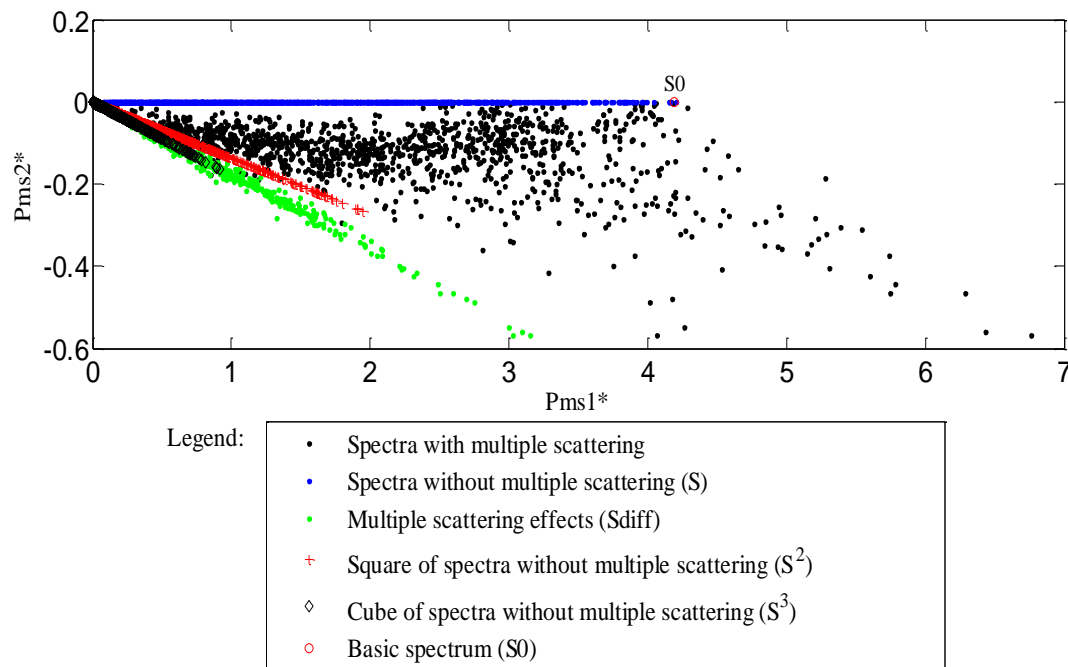 0.2
0
-0.2
-0.4
-0.6
Pms2*
S0
0 1 2 3 4 5 6 7
Pms1*
Legend:
Spectra with multiple scattering
Spectra without multiple scattering (S)
Multiple scattering effects (Sdiff)
Square of spectra without multiple scattering (S^2)
Cube of spectra without multiple scattering (S^3)
Basic spectrum (S0)